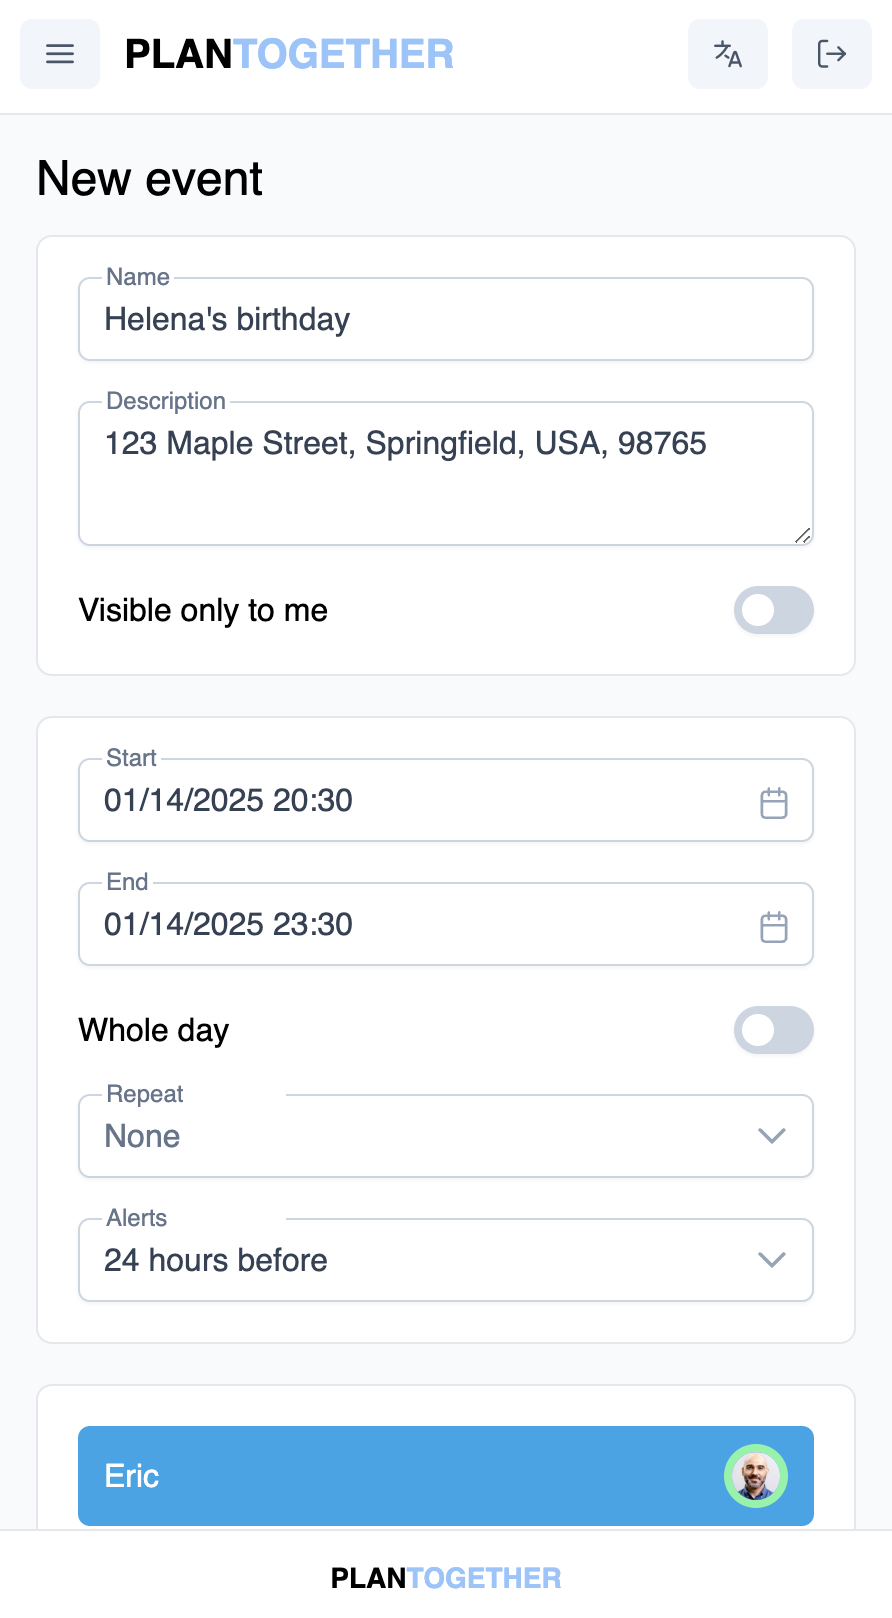 PLANTOGETHER
New event
Name
Helena's birthday
Description
123 Maple Street, Springfield, USA, 98765
Visible only to me
Start
01/14/2025 20:30
End
01/14/2025 23:30
Whole day
Repeat
None
Alerts
24 hours before
Eric
PLANTOGETHER